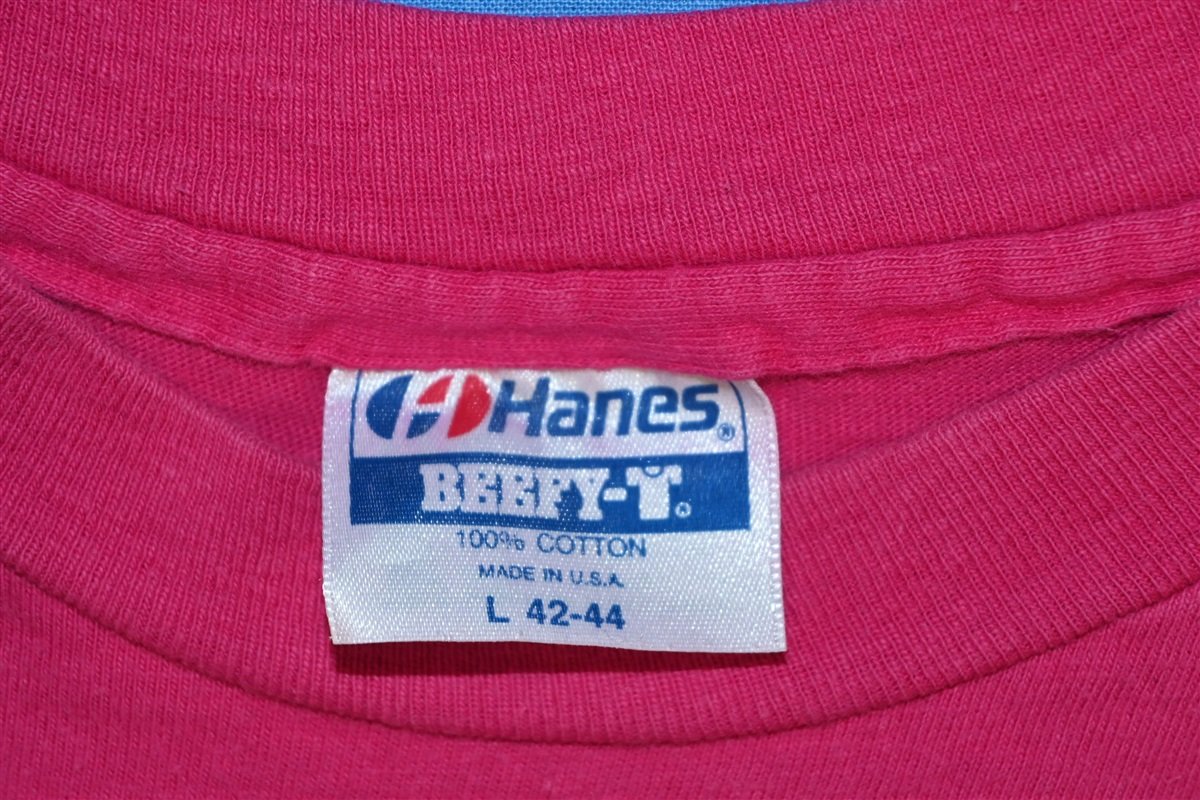 Hanes®
BEEFY-T®
100% COTTON
MADE IN U.S.A.
L 42-44